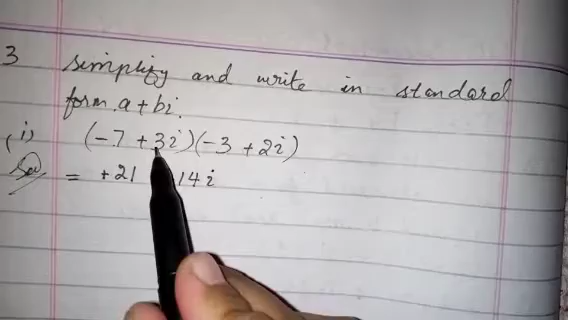 3 simplify and write in standard
form a + bi.
(i) (-7 + 3i)(-3 + 2i)
Sol = +21 14i